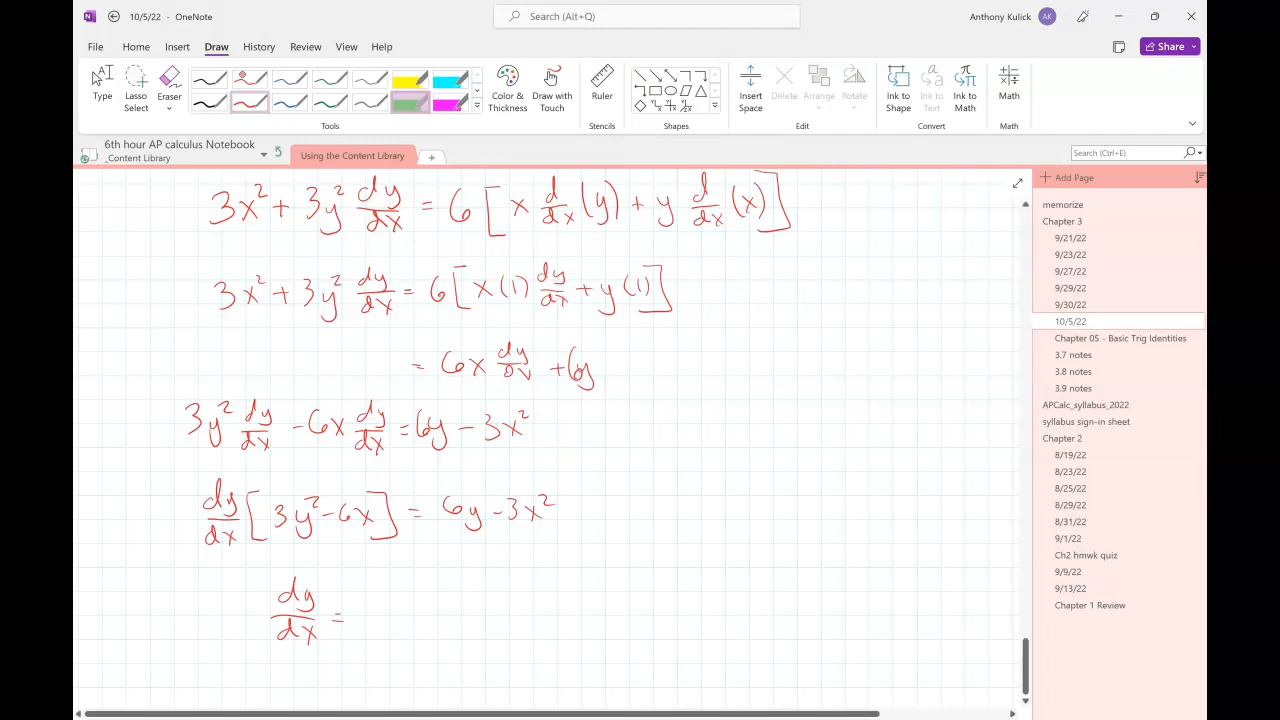 10/5/22 - OneNote
Search (Alt+Q)
Anthony Kulick
AK
File Home Insert Draw History Review View Help
Share
Type
Lasso Select
Eraser
Color & Thickness
Draw with Touch
Ruler
Shapes
Insert Space
Delete
Arrange
Rotate
Ink to Shape
Ink to Text
Ink to Math
Math
Tools
Stencils
Shapes
Edit
Convert
Math
6th hour AP calculus Notebook
_Content Library
Using the Content Library
Search (Ctrl+E)
3x² + 3y² dy/dx = 6[x d/dx (y) + y d/dx (x)]
3x² + 3y² dy/dx = 6[x(1) dy/dx + y(1)]
= 6x dy/dx + 6y
3y² dy/dx - 6x dy/dx = 6y - 3x²
dy/dx [3y² - 6x] = 6y - 3x²
dy/dx =
Add Page
memorize
Chapter 3
9/21/22
9/23/22
9/27/22
9/29/22
9/30/22
10/5/22
Chapter 05 - Basic Trig Identities
3.7 notes
3.8 notes
3.9 notes
APCalc_syllabus_2022
syllabus sign-in sheet
Chapter 2
8/19/22
8/23/22
8/25/22
8/29/22
8/31/22
9/1/22
Ch2 hmwk quiz
9/9/22
9/13/22
Chapter 1 Review